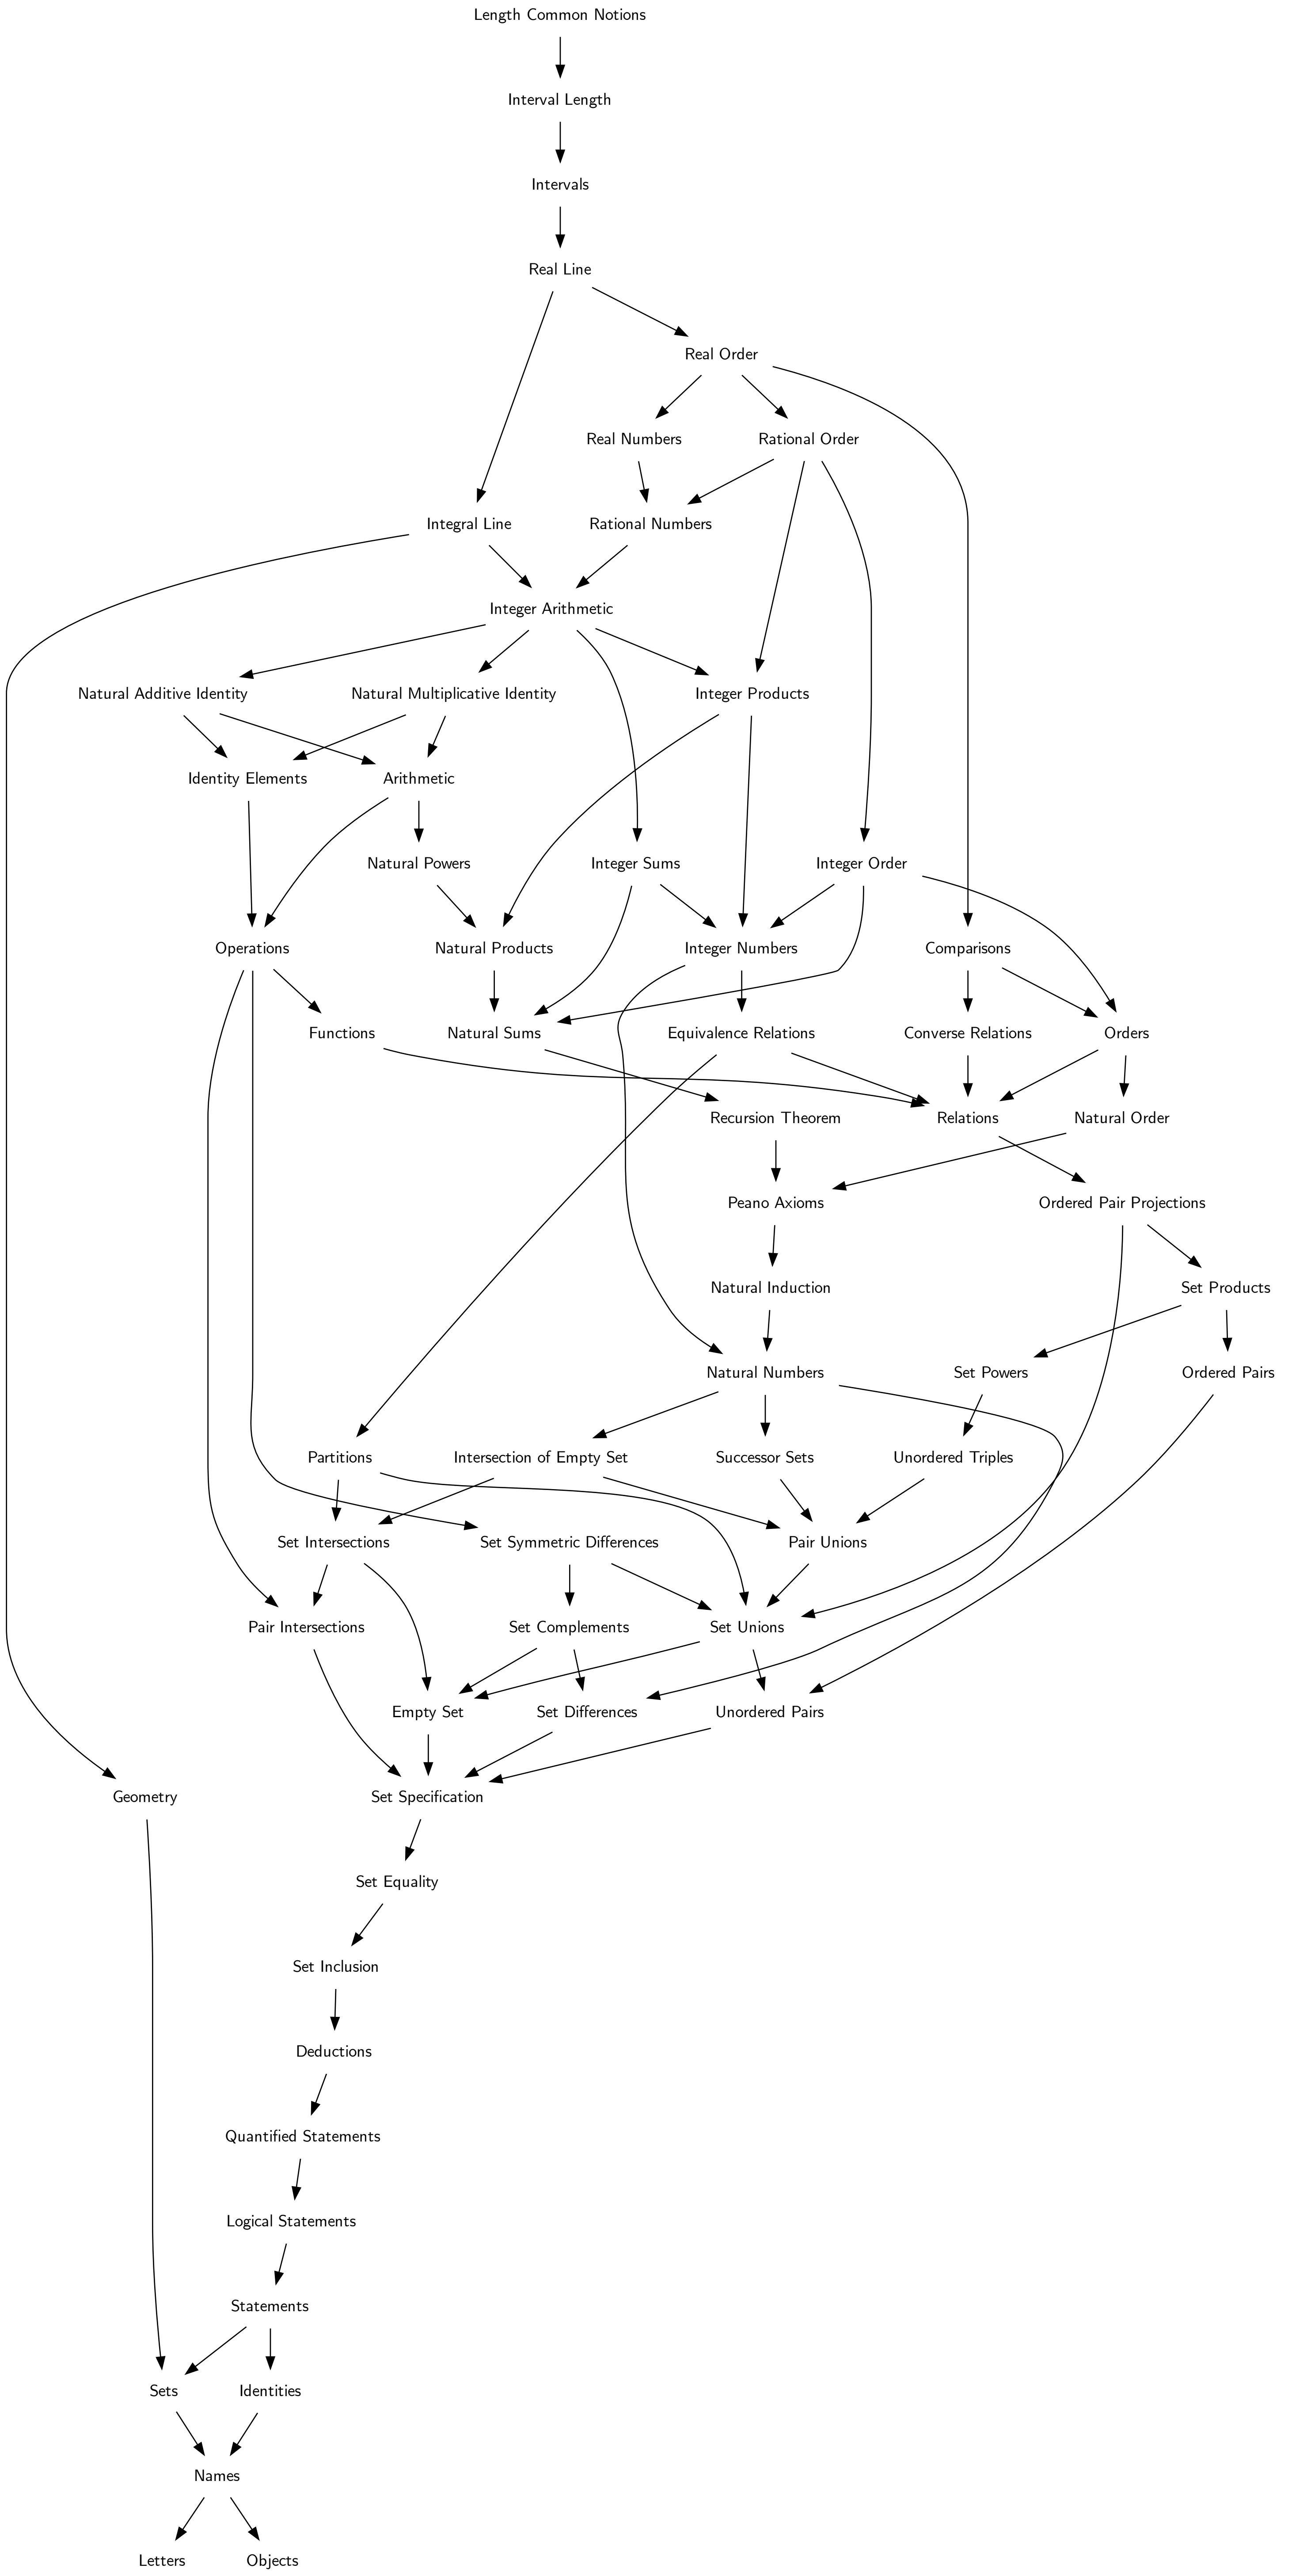 Length Common Notions
Interval Length
Intervals
Real Line
Real Order
Real Numbers
Rational Order
Integral Line
Rational Numbers
Integer Arithmetic
Natural Additive Identity
Natural Multiplicative Identity
Integer Products
Identity Elements
Arithmetic
Natural Powers
Integer Sums
Integer Order
Operations
Natural Products
Integer Numbers
Comparisons
Functions
Natural Sums
Equivalence Relations
Converse Relations
Orders
Recursion Theorem
Relations
Natural Order
Peano Axioms
Ordered Pair Projections
Natural Induction
Set Products
Natural Numbers
Set Powers
Ordered Pairs
Partitions
Intersection of Empty Set
Successor Sets
Unordered Triples
Set Intersections
Set Symmetric Differences
Pair Unions
Pair Intersections
Set Complements
Set Unions
Empty Set
Set Differences
Unordered Pairs
Geometry
Set Specification
Set Equality
Set Inclusion
Deductions
Quantified Statements
Logical Statements
Statements
Sets
Identities
Names
Letters
Objects